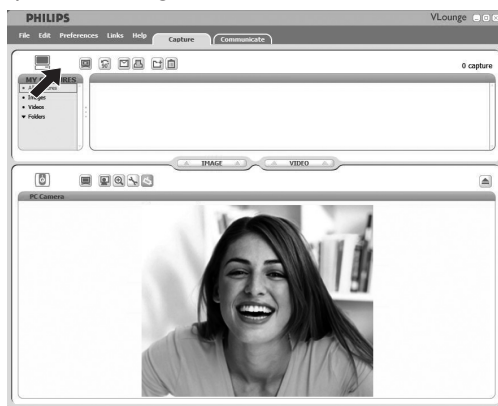 PHILIPS VLounge
File Edit Preferences Links Help Capture Communicate
0 capture
• Images
• Videos
▼ Folders
IMAGE VIDEO
PC Camera